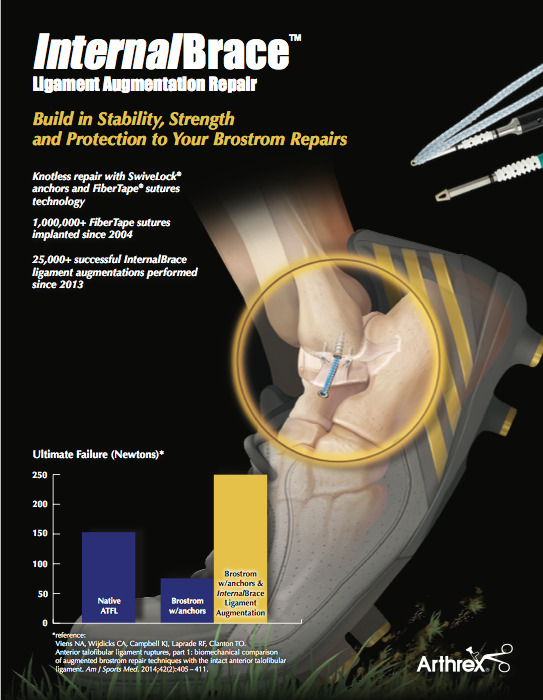 InternalBrace™
Ligament Augmentation Repair
Build in Stability, Strength
and Protection to Your Brostrom Repairs
Knotless repair with SwiveLock®
anchors and FiberTape® sutures
technology
1,000,000+ FiberTape sutures
implanted since 2004
25,000+ successful InternalBrace
ligament augmentations performed
since 2013
Ultimate Failure (Newtons)*
250
200
150
100
50
0
Native
ATFL
Brostrom
w/anchors
Brostrom
w/anchors &
InternalBrace
Ligament
Augmentation
*reference:
Viens NA, Wijdicks CA, Campbell KJ, Laprade RF, Clanton TO.
Anterior talofibular ligament ruptures, part 1: biomechanical comparison
of augmented brostrom repair techniques with the intact anterior talofibular
ligament. Am J Sports Med. 2014;42(2):405–411.
Arthrex®